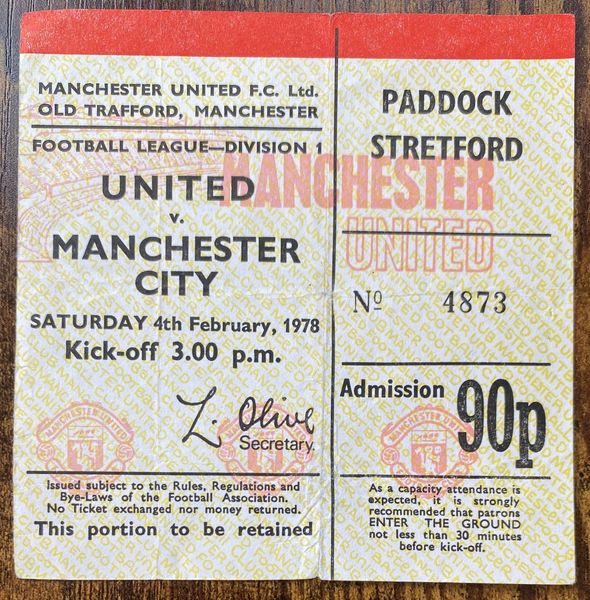 MANCHESTER UNITED F.C. Ltd.
OLD TRAFFORD, MANCHESTER
FOOTBALL LEAGUE—DIVISION 1
UNITED
v.
MANCHESTER
CITY
SATURDAY 4th February, 1978
Kick-off 3.00 p.m.
L. Olive
Secretary.
Issued subject to the Rules, Regulations and
Bye-Laws of the Football Association.
No Ticket exchanged nor money returned.
This portion to be retained
PADDOCK
STRETFORD
MANCHESTER
UNITED
No 4873
Admission 90p
As a capacity attendance is
expected, it is strongly
recommended that patrons
ENTER THE GROUND
not less than 30 minutes
before kick-off.
MANCHESTER UNITED